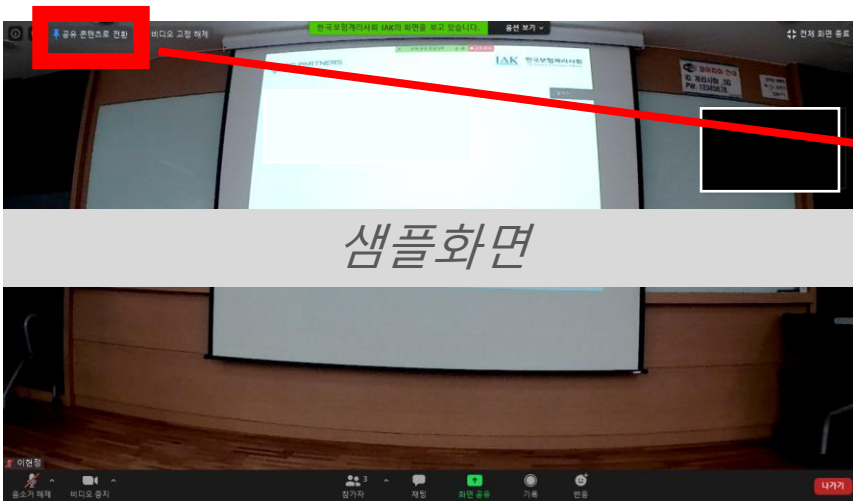 공유 콘텐츠로 전환
비디오 고정 해제
한국보험계리사회 IAK의 화면을 보고 있습니다.
옵션 보기
전체 화면 종료
PARTNERS
IAK 한국보험계리사회
샘플화면
이현정
음소거 해제
비디오 중지
3
참가자
채팅
화면 공유
기록
반응
나가기